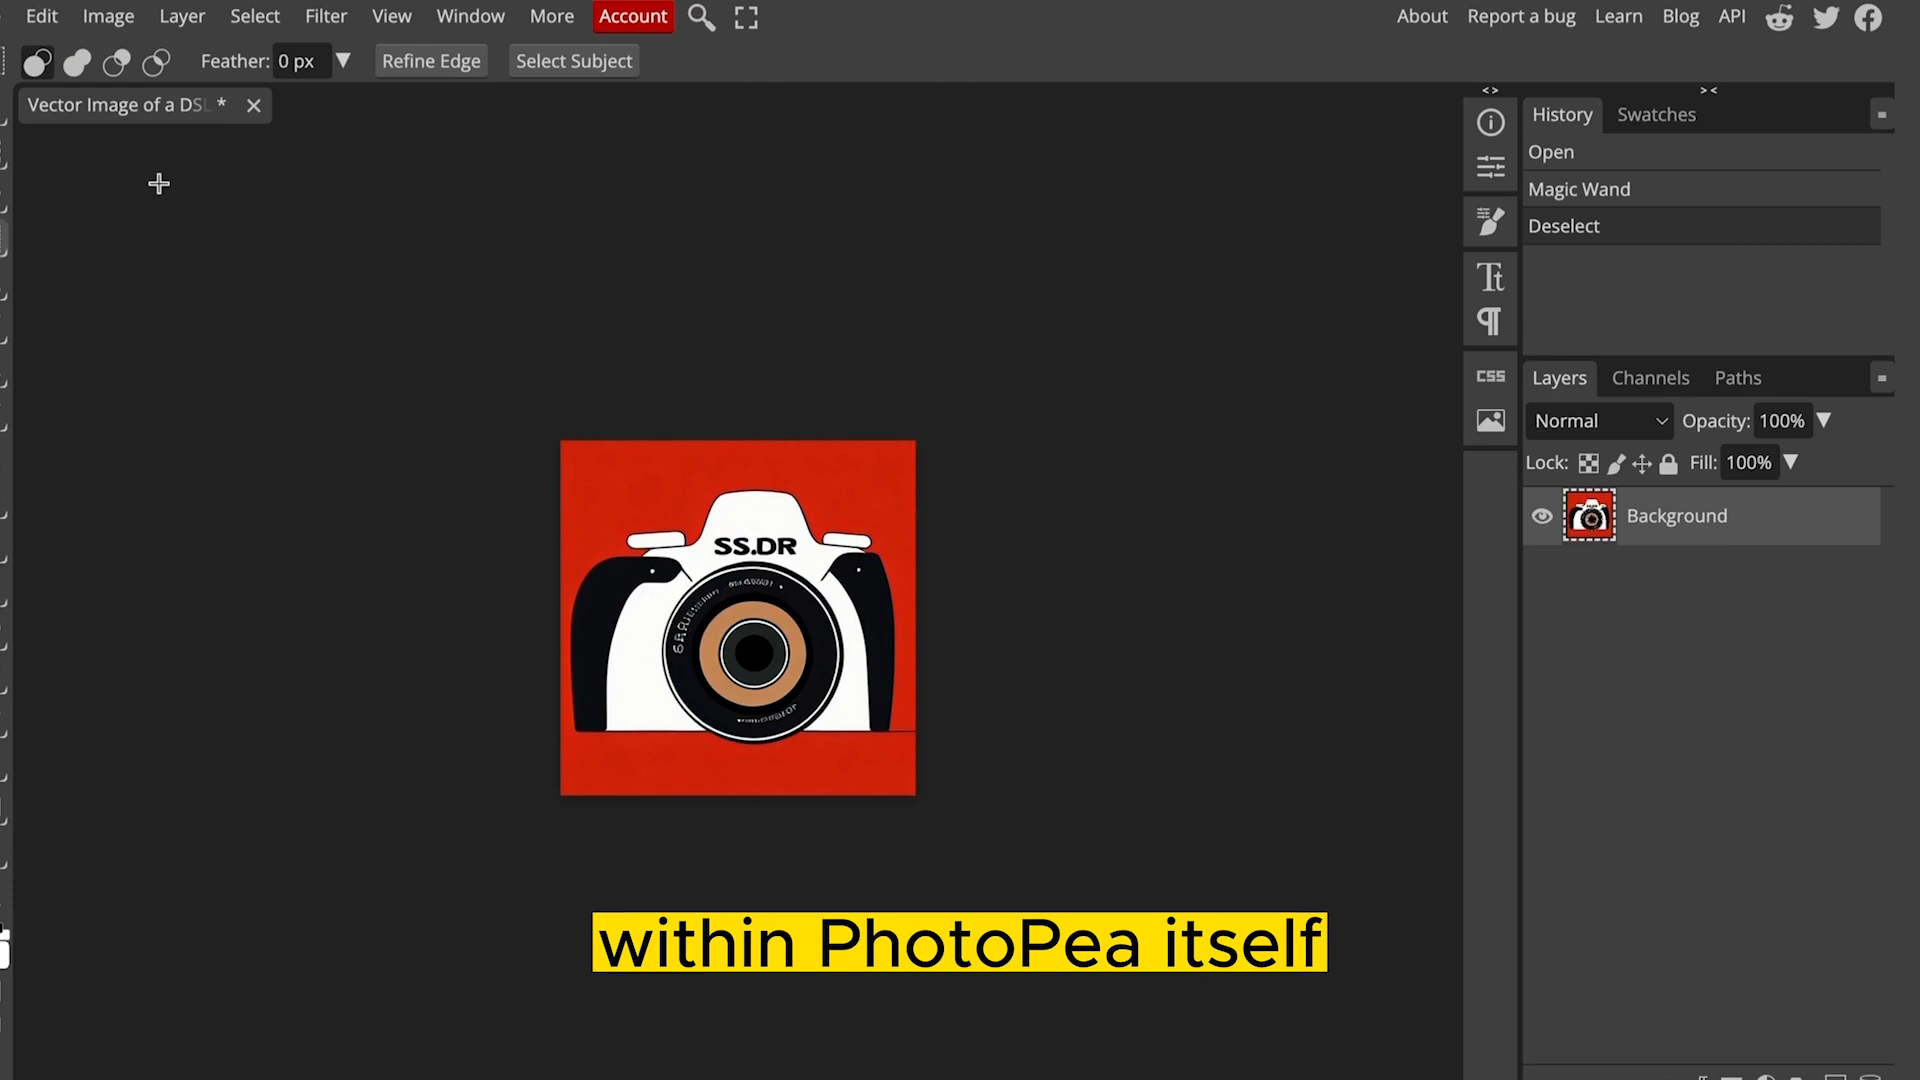 Edit Image Layer Select Filter View Window More Account About Report a bug Learn Blog API
Feather: 0 px Refine Edge Select Subject
Vector Image of a DSL *
History Swatches
Open
Magic Wand
Deselect
Tt
CSS
Layers Channels Paths
Normal Opacity: 100%
Lock: Fill: 100%
Background
SS.DR
within PhotoPea itself